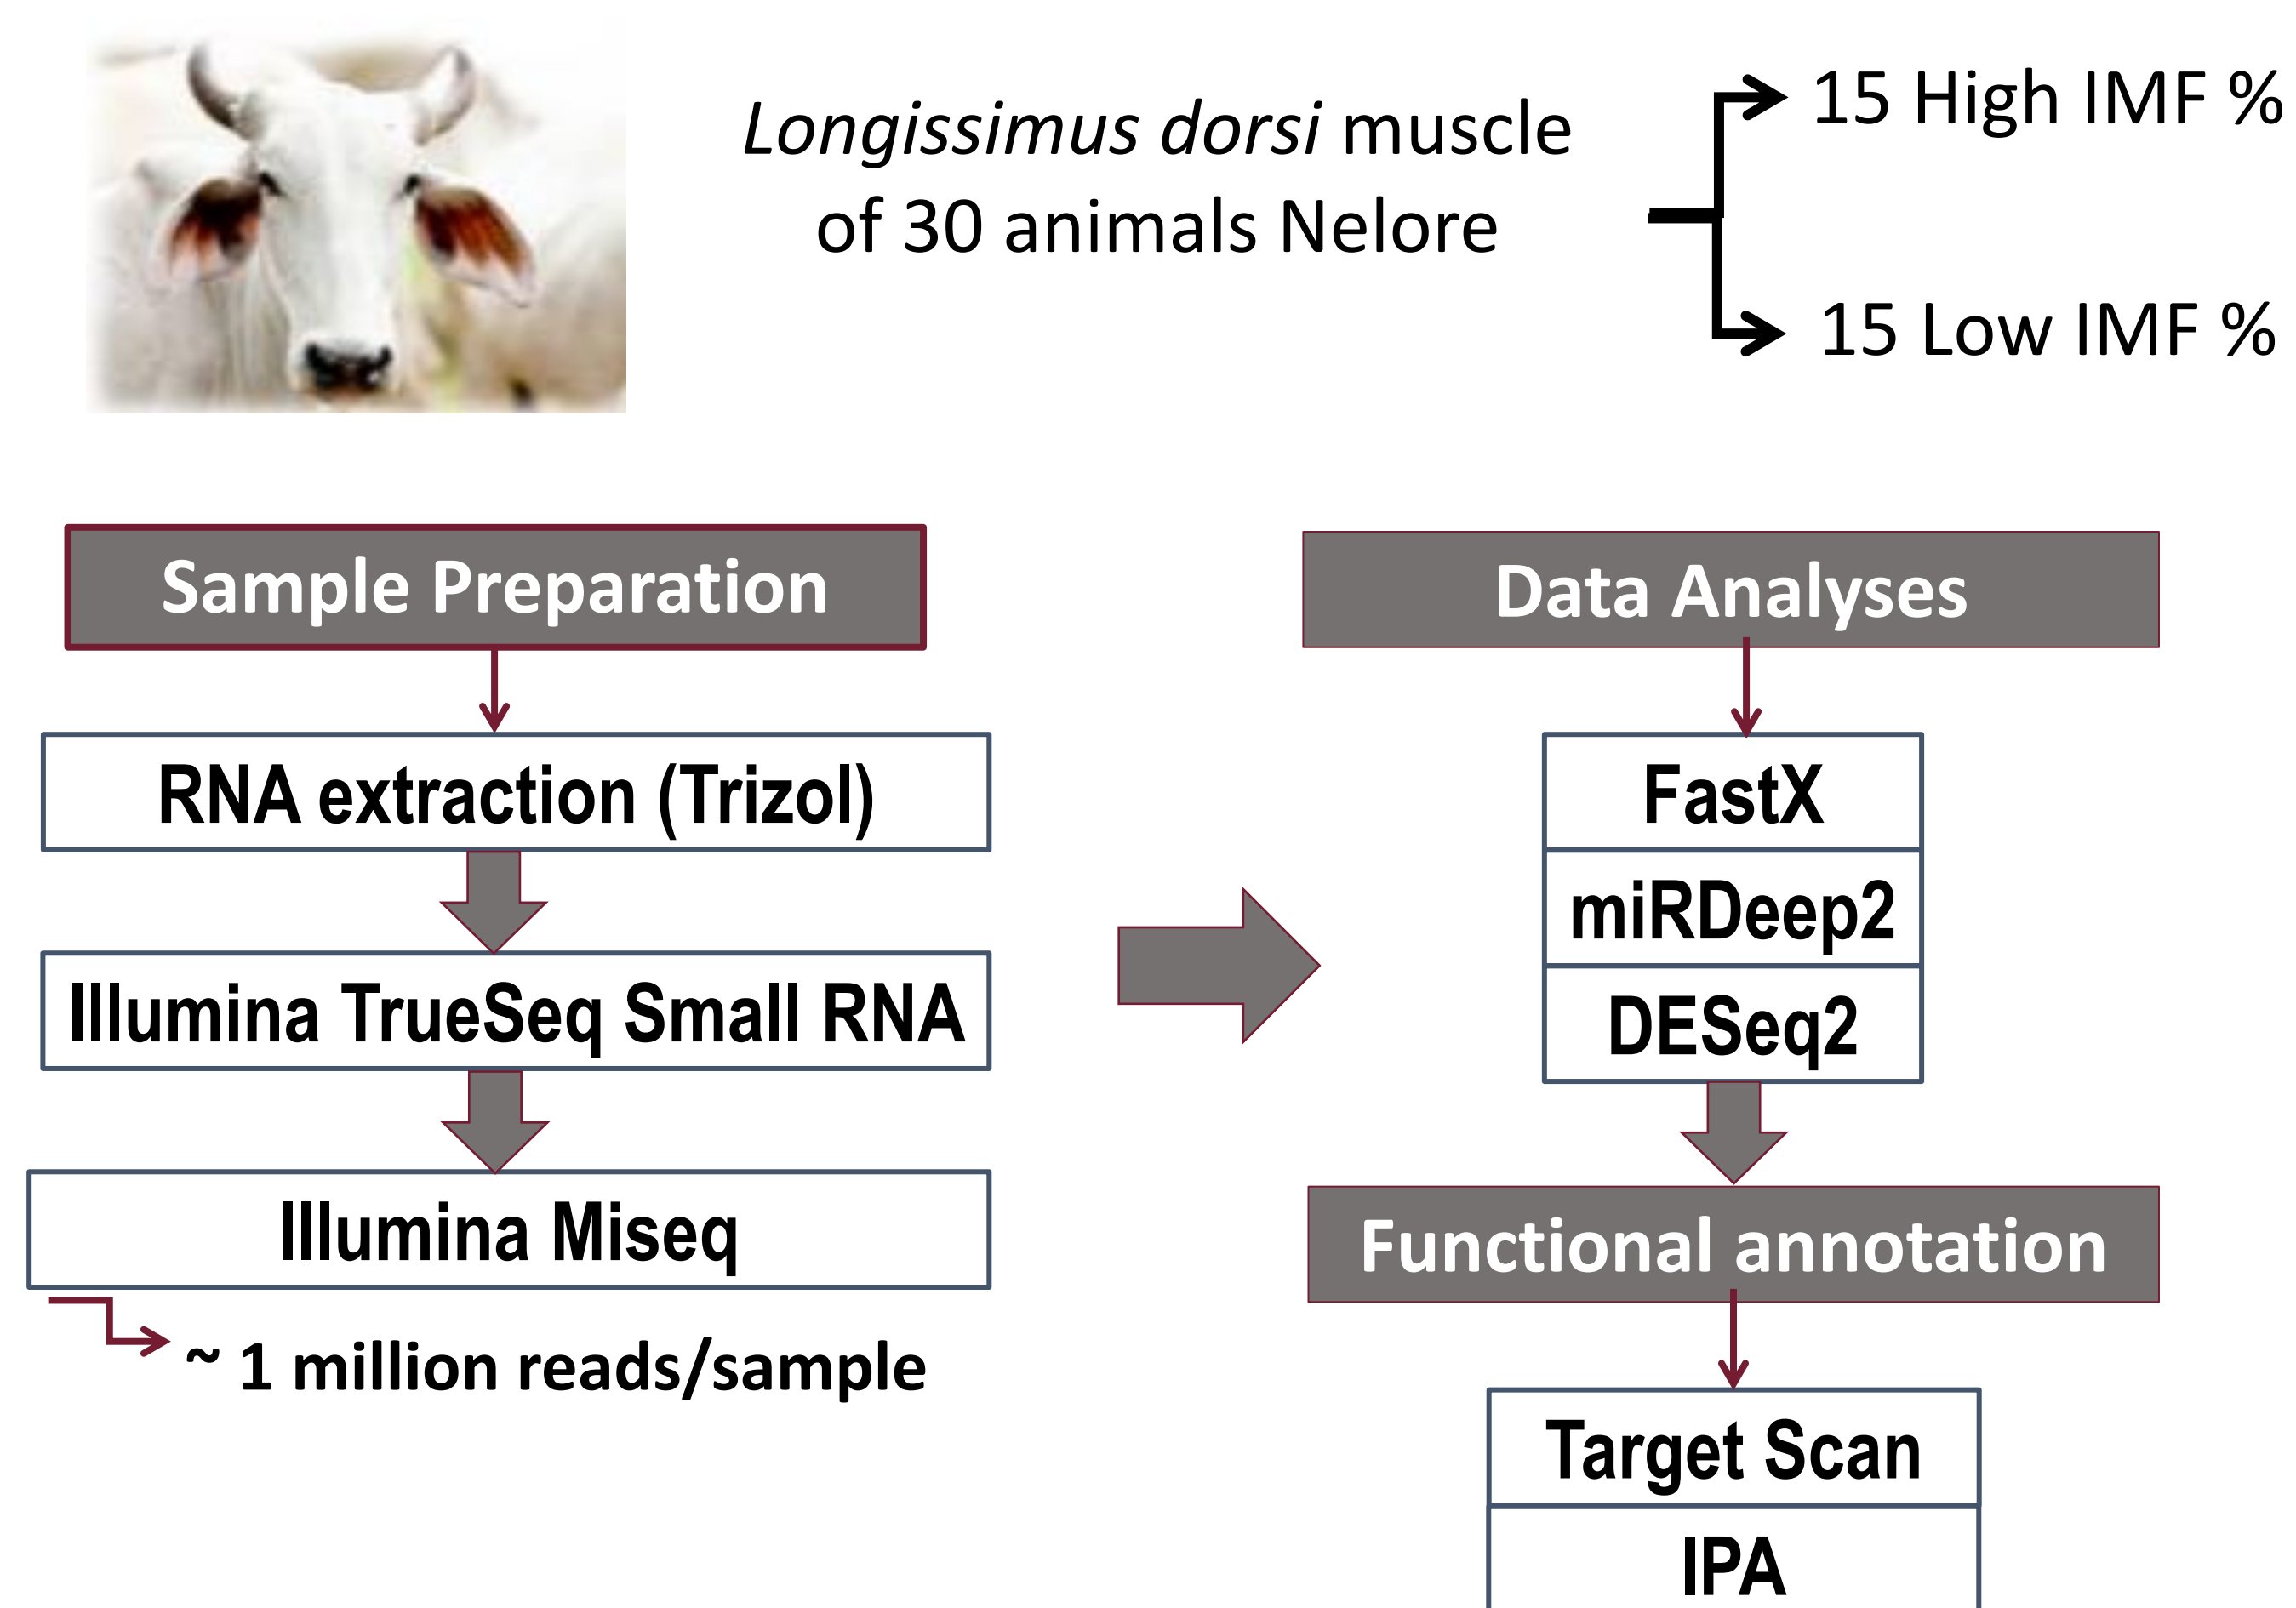 Longissimus dorsi muscle
of 30 animals Nelore
15 High IMF %
15 Low IMF %
Sample Preparation
RNA extraction (Trizol)
Illumina TrueSeq Small RNA
Illumina Miseq
~ 1 million reads/sample
Data Analyses
FastX
miRDeep2
DESeq2
Functional annotation
Target Scan
IPA